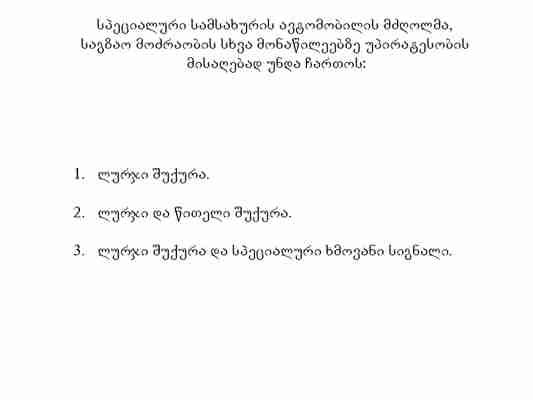 სპეციალური სამსახურის ავტომობილის მძღოლმა,
საგზაო მოძრაობის სხვა მონაწილეებზე უპირატესობის
მისაღებად უნდა ჩართოს:
1. ლურჯი შუქურა.
2. ლურჯი და წითელი შუქურა.
3. ლურჯი შუქურა და სპეციალური ხმოვანი სიგნალი.